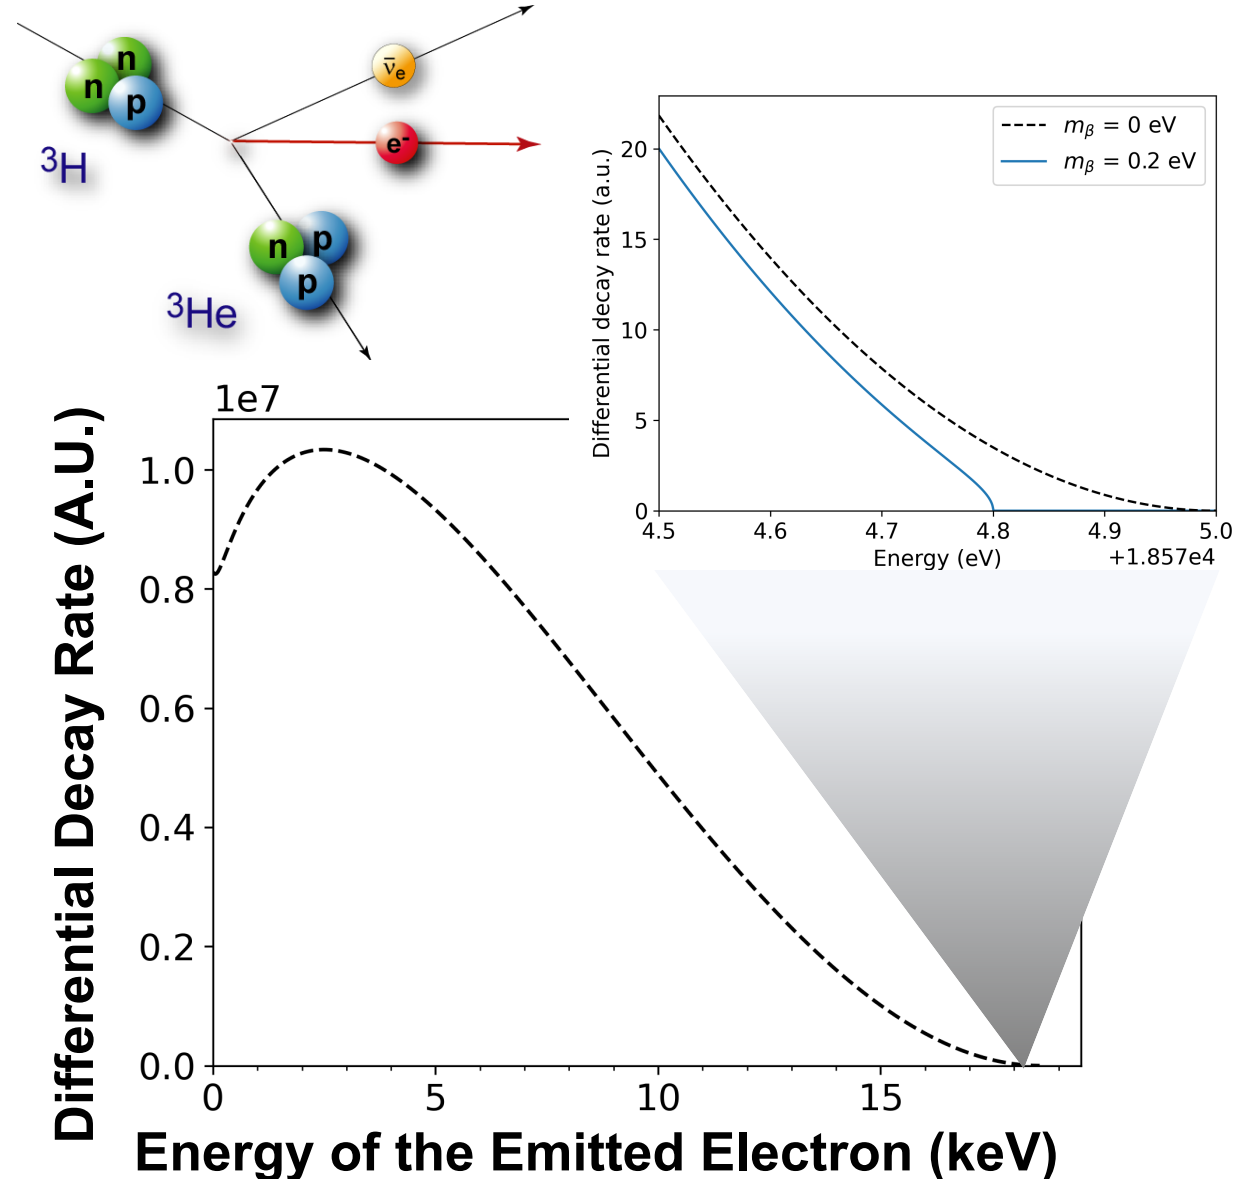 n
n
p
ν̄e
e-
³H
n
p
p
³He
mβ = 0 eV
mβ = 0.2 eV
Differential decay rate (a.u.)
20
15
10
5
0
4.5 4.6 4.7 4.8 4.9 5.0
Energy (eV)
+1.857e4
1e7
Differential Decay Rate (A.U.)
1.0
0.8
0.6
0.4
0.2
0.0
0 5 10 15
Energy of the Emitted Electron (keV)